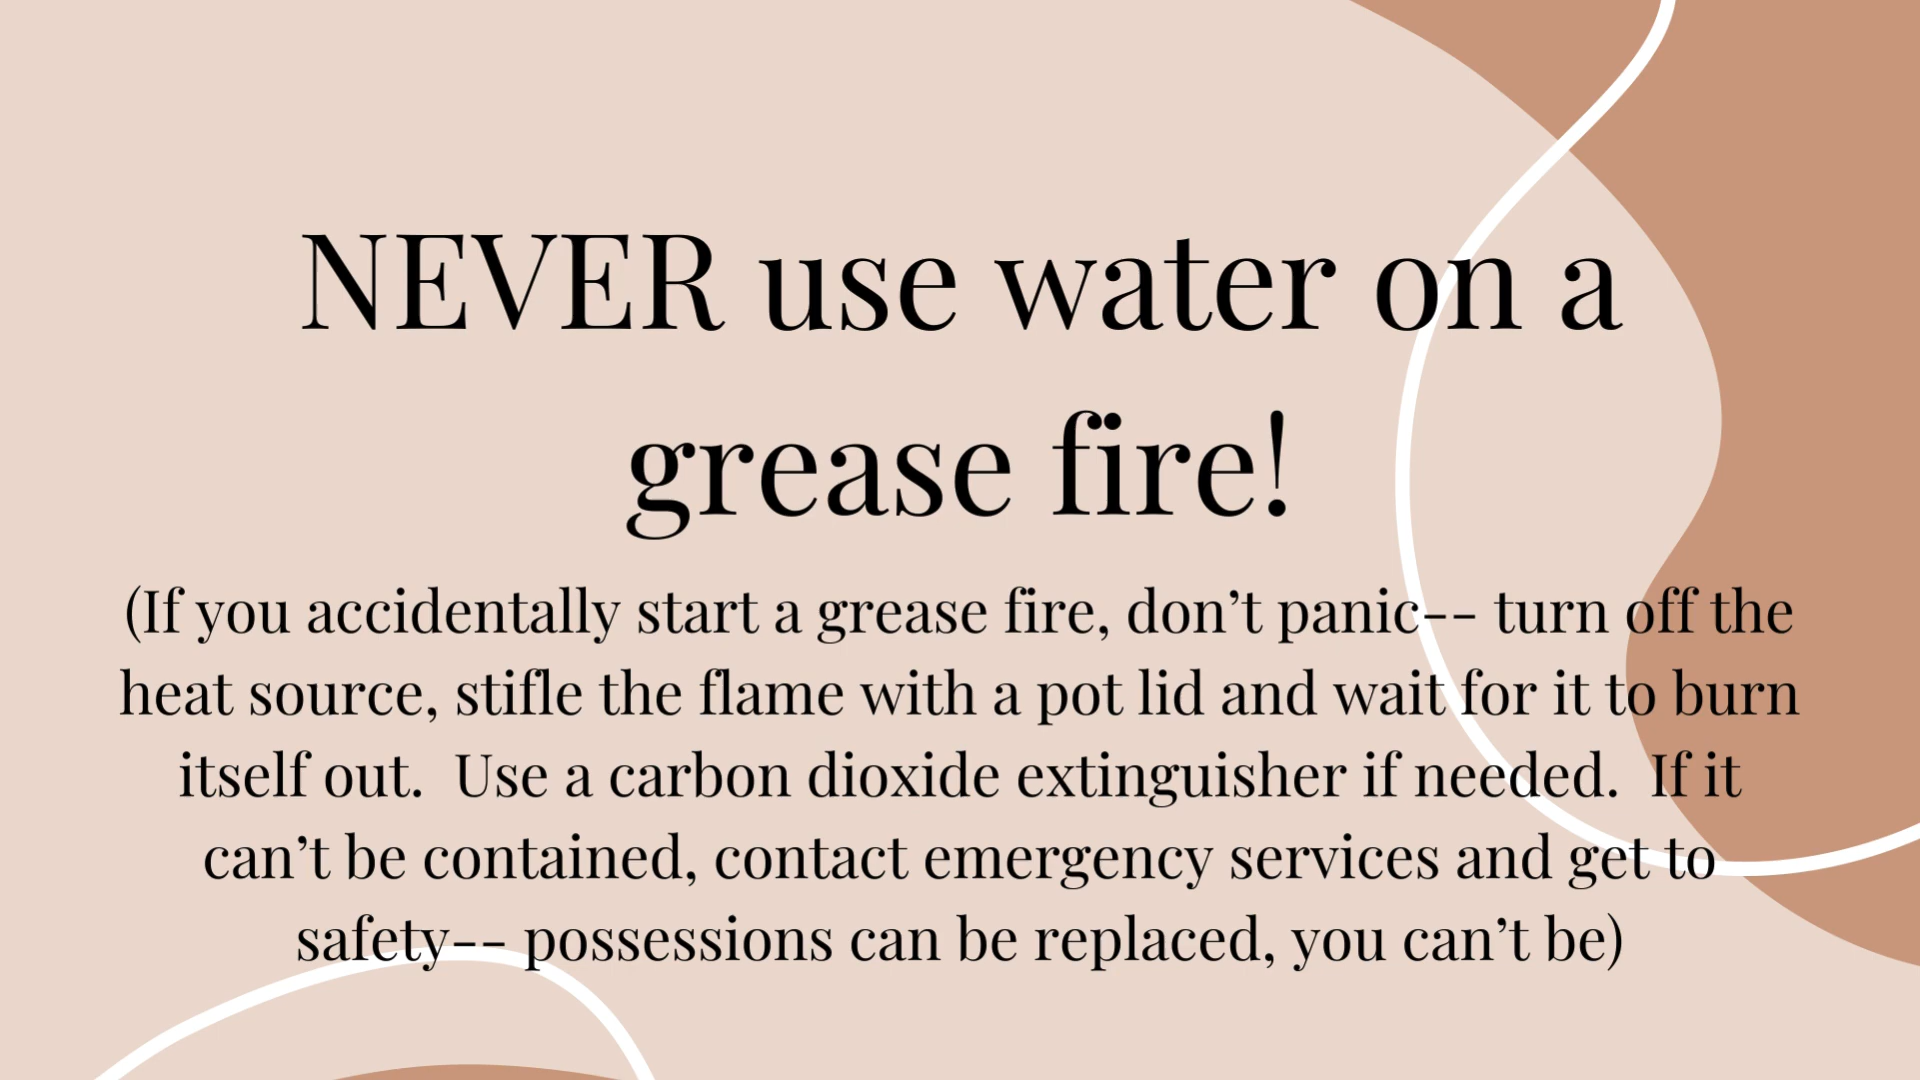 NEVER use water on a
grease fire!
(If you accidentally start a grease fire, don’t panic-- turn off the
heat source, stifle the flame with a pot lid and wait for it to burn
itself out.  Use a carbon dioxide extinguisher if needed.  If it
can’t be contained, contact emergency services and get to
safety-- possessions can be replaced, you can’t be)